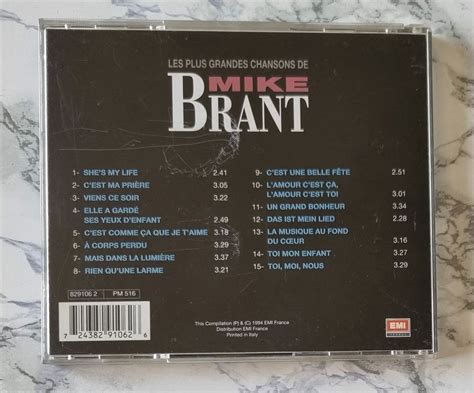 LES PLUS GRANDES CHANSONS DE
MIKE
BRANT
1- SHE'S MY LIFE 2.41
2- C'EST MA PRIÈRE 3.05
3- VIENS CE SOIR 3.22
4- ELLE A GARDÉ
SES YEUX D'ENFANT 2.49
5- C'EST COMME ÇA QUE JE T'AIME 3.18
6- À CORPS PERDU 3.29
7- MAIS DANS LA LUMIÈRE 3.37
8- RIEN QU'UNE LARME 3.21
9- C'EST UNE BELLE FÊTE 2.51
10- L'AMOUR C'EST ÇA,
L'AMOUR C'EST TOI 3.01
11- UN GRAND BONHEUR 3.34
12- DAS IST MEIN LIED 2.28
13- LA MUSIQUE AU FOND
DU CŒUR 3.16
14- TOI MON ENFANT 3.27
15- TOI, MOI, NOUS 3.29
829106 2 PM 516
7 24382 91062 6
This Compilation (P) & (C) 1994 EMI France
Distribution EMI France
Printed in Italy
EMI